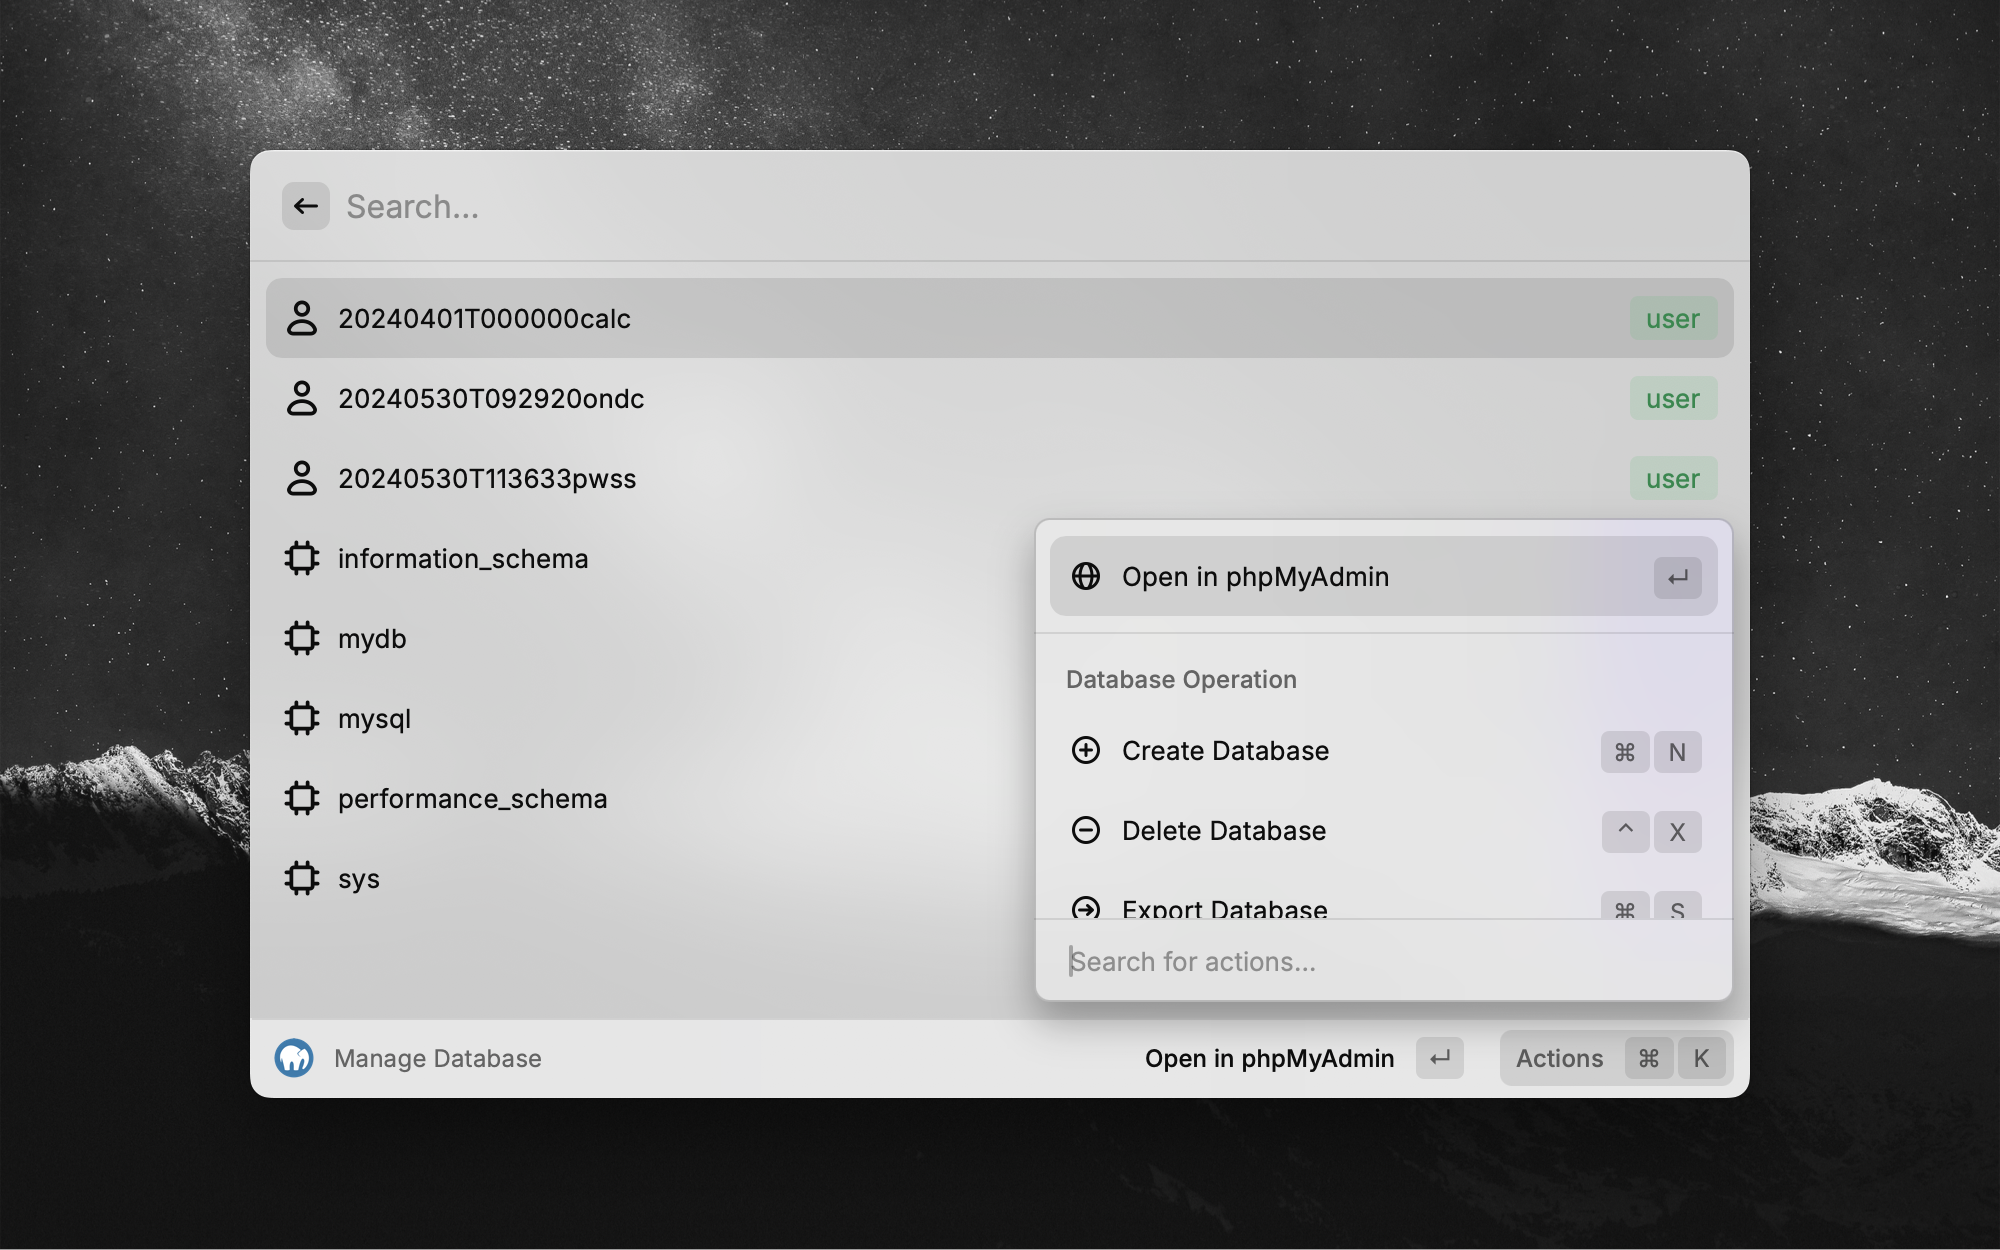 Search...
20240401T000000calc user
20240530T092920ondc user
20240530T113633pwss user
information_schema
mydb
mysql
performance_schema
sys
Open in phpMyAdmin ↵
Database Operation
Create Database ⌘ N
Delete Database ^ X
Export Database ⌘ S
Search for actions...
Manage Database Open in phpMyAdmin ↵ Actions ⌘ K